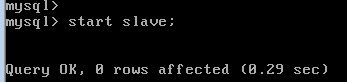 mysql>
mysql> start slave;
Query OK, 0 rows affected (0.29 sec)